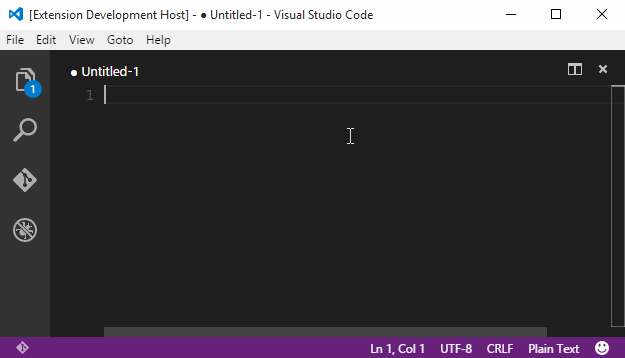 [Extension Development Host] - ● Untitled-1 - Visual Studio Code
File Edit View Goto Help
● Untitled-1
1
1
Ln 1, Col 1 UTF-8 CRLF Plain Text